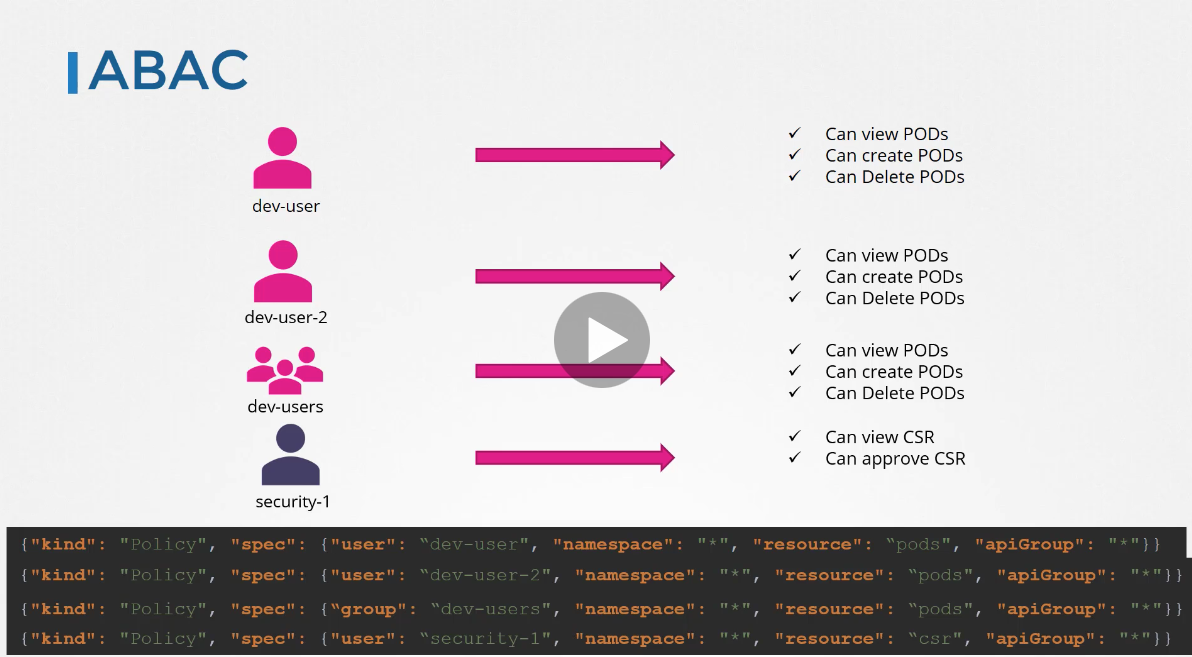 ABAC
✓ Can view PODs
✓ Can create PODs
✓ Can Delete PODs
dev-user
✓ Can view PODs
✓ Can create PODs
✓ Can Delete PODs
dev-user-2
✓ Can view PODs
✓ Can create PODs
✓ Can Delete PODs
dev-users
✓ Can view CSR
✓ Can approve CSR
security-1
{"kind": "Policy", "spec": {"user": “dev-user", "namespace": "*", "resource": “pods", "apiGroup": "*"}}
{"kind": "Policy", "spec": {"user": “dev-user-2", "namespace": "*", "resource": “pods", "apiGroup": "*"}}
{"kind": "Policy", "spec": {“group": “dev-users", "namespace": "*", "resource": “pods", "apiGroup": "*"}}
{"kind": "Policy", "spec": {"user": “security-1", "namespace": "*", "resource": “csr", "apiGroup": "*"}}